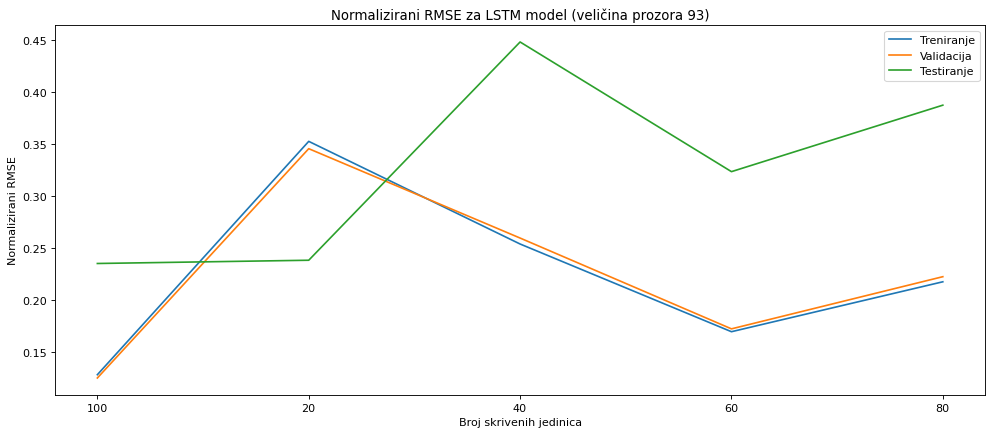 Normalizirani RMSE za LSTM model (veličina prozora 93)
Treniranje
Validacija
Testiranje
Normalizirani RMSE
0.45
0.40
0.35
0.30
0.25
0.20
0.15
100 20 40 60 80
Broj skrivenih jedinica